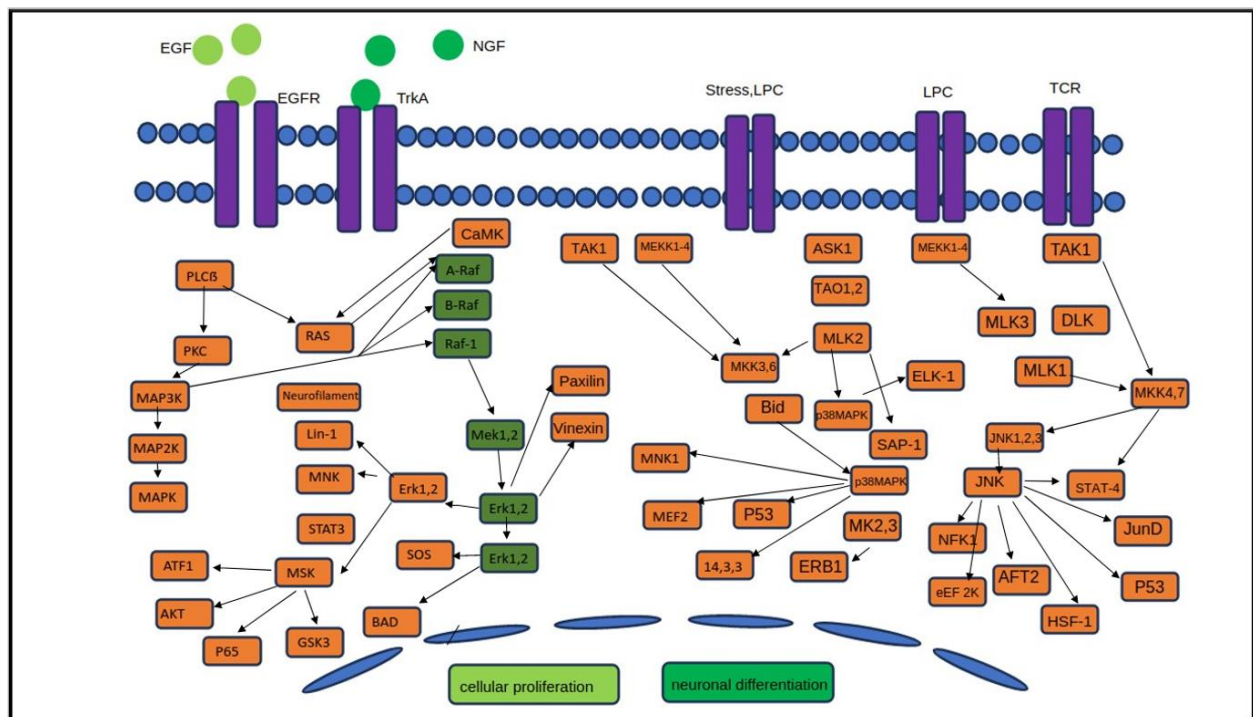 EGF
NGF
EGFR
TrkA
Stress,LPC
LPC
TCR
CaMK
TAK1
MEKK1-4
ASK1
MEKK1-4
TAK1
A-Raf
PLCß
TAO1,2
B-Raf
RAS
Raf-1
MLK2
MLK3
DLK
PKC
MKK3,6
ELK-1
MLK1
MAP3K
Neurofilament
Paxilin
MKK4,7
Bid
p38MAPK
Lin-1
Mek1,2
Vinexin
SAP-1
JNK1,2,3
MAP2K
MNK1
MNK
Erk1,2
p38MAPK
JNK
STAT-4
MAPK
Erk1,2
MEF2
P53
MK2,3
STAT3
NFK1
JunD
SOS
Erk1,2
ATF1
MSK
14,3,3
ERB1
AFT2
P53
eEF 2K
AKT
BAD
HSF-1
P65
GSK3
cellular proliferation
neuronal differentiation